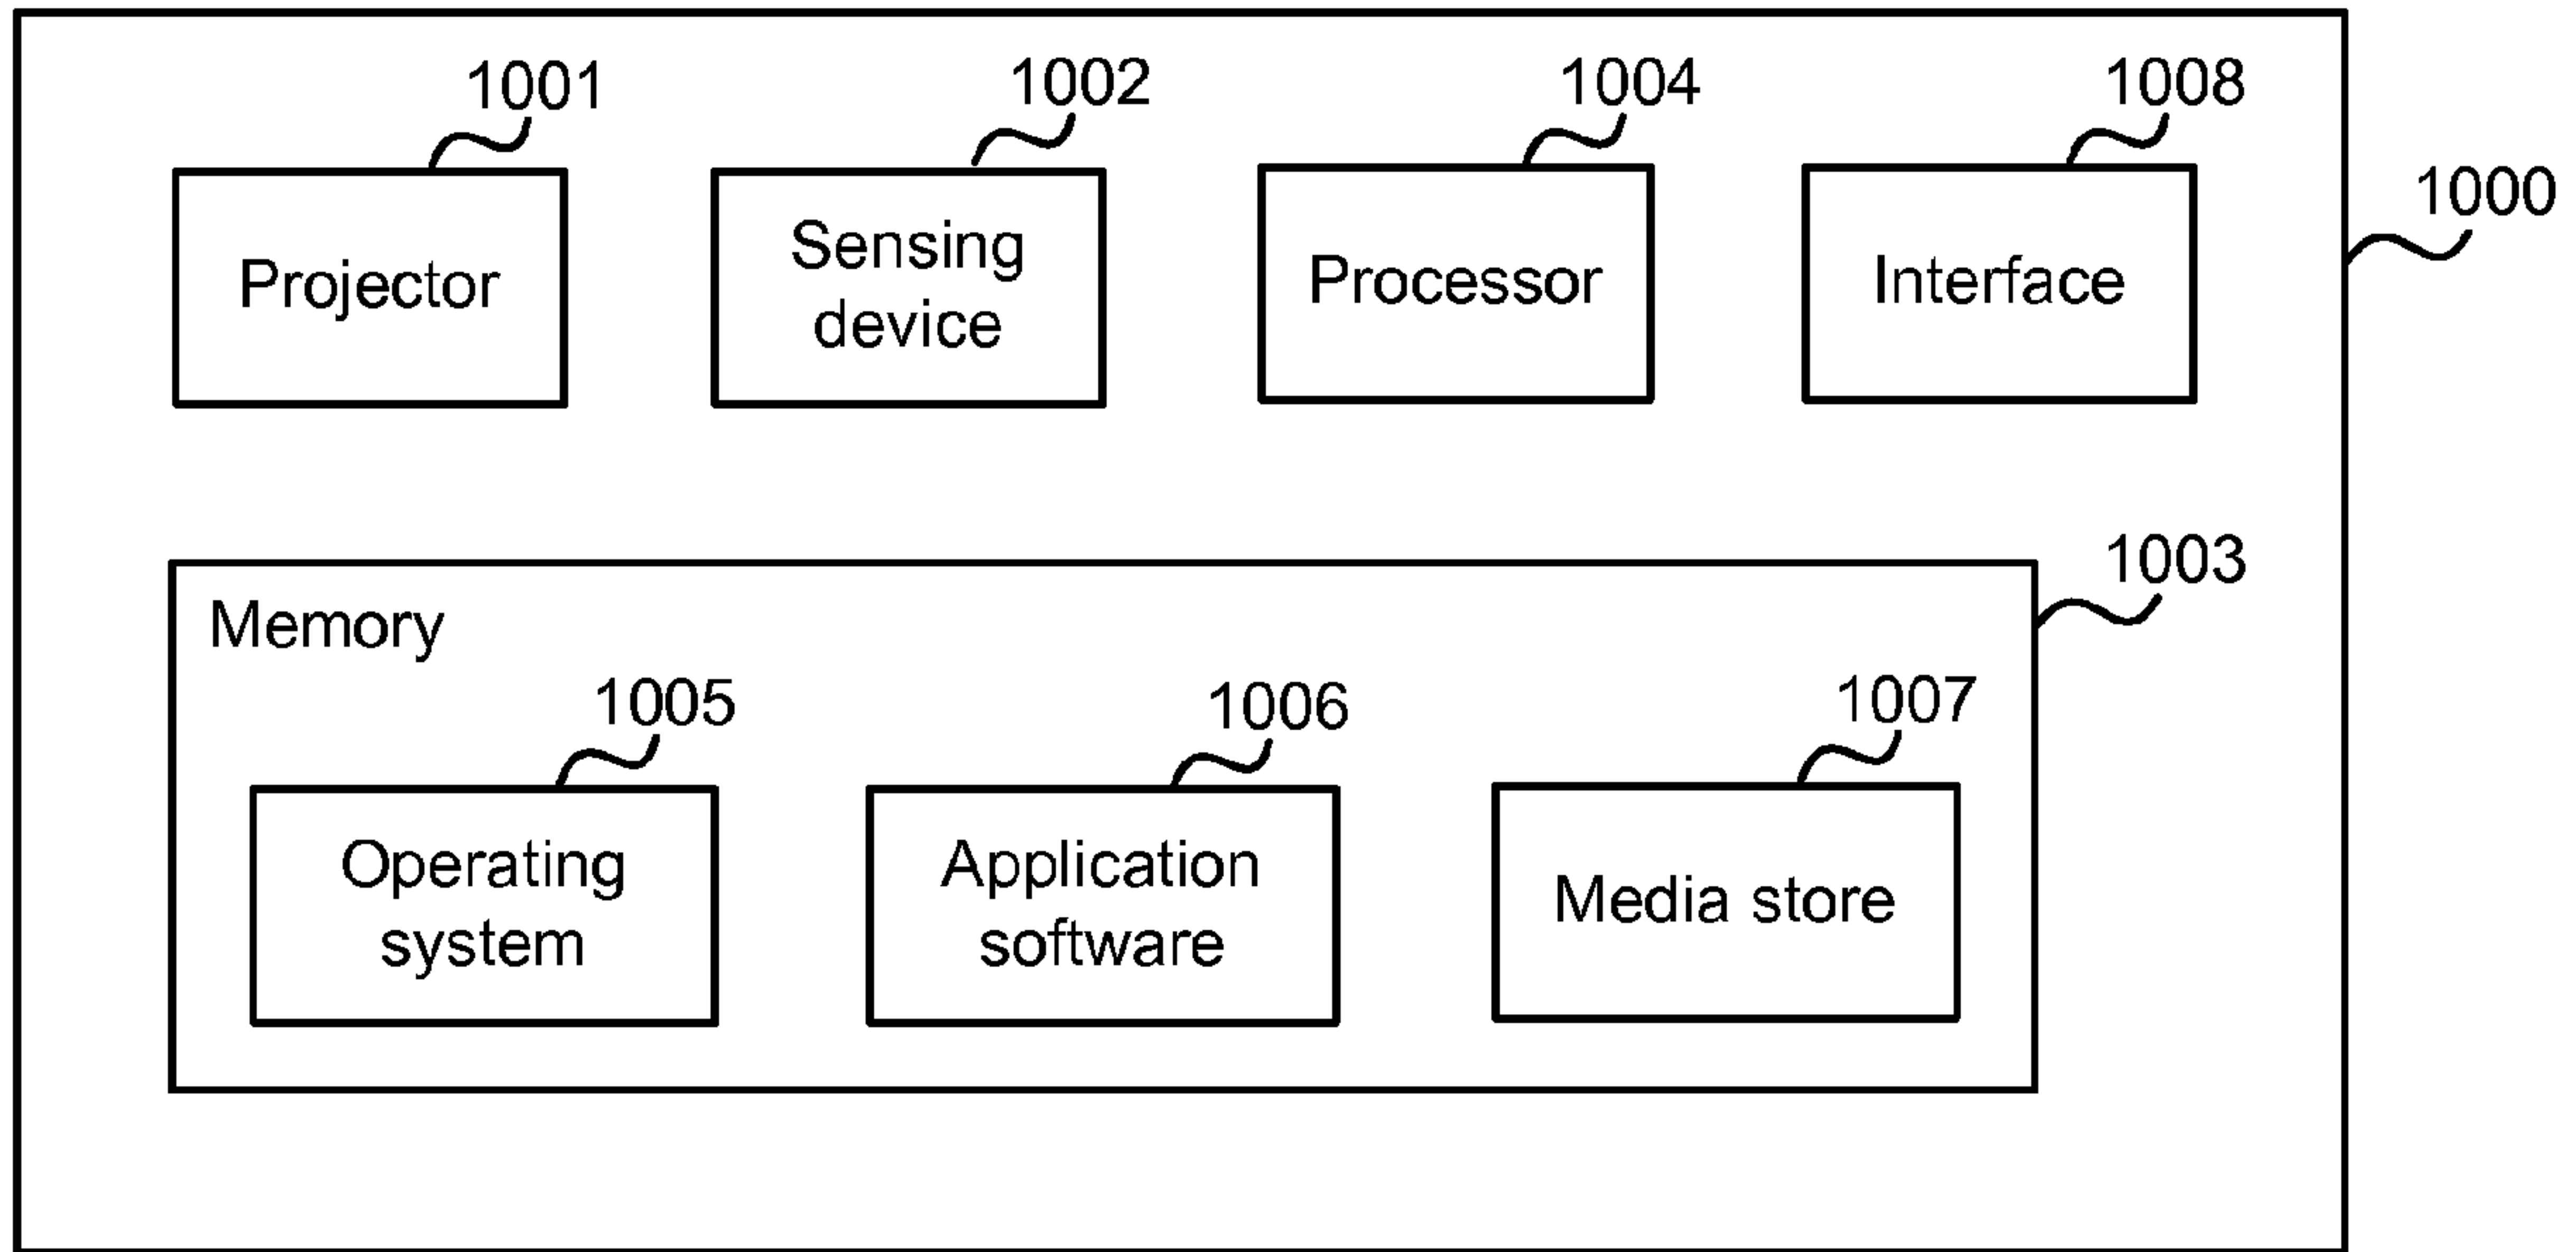 1001
1002
1004
1008
1000
Projector
Sensing
device
Processor
Interface
1003
Memory
1005
1006
1007
Operating
system
Application
software
Media store